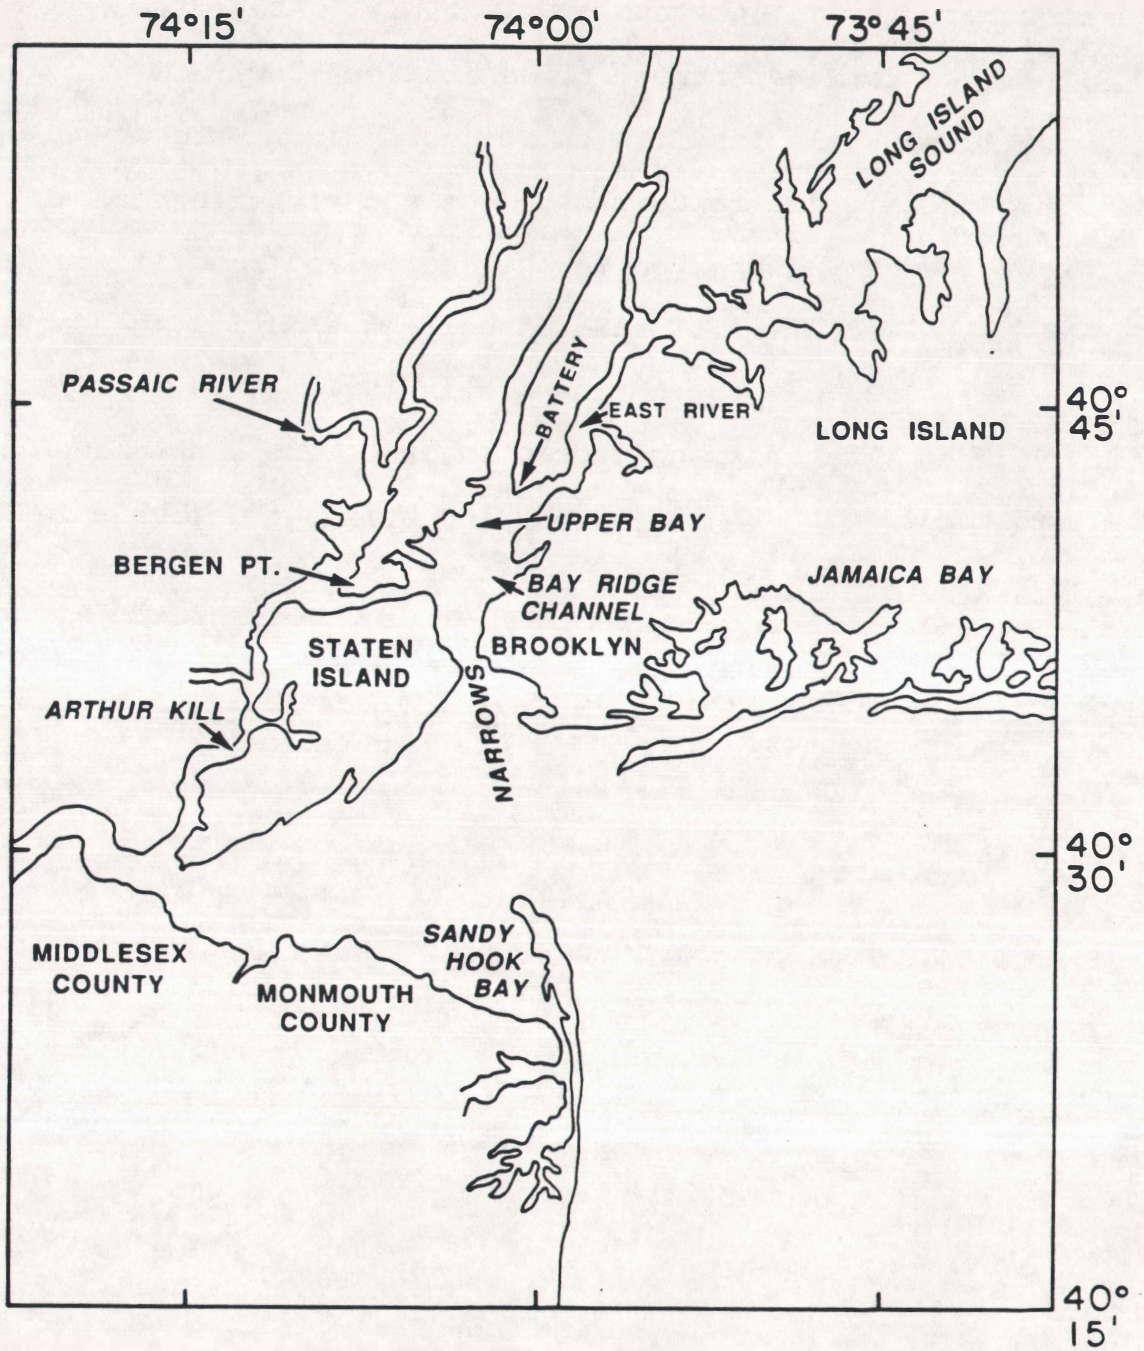 74°15'
74°00'
73°45'
LONG ISLAND
SOUND
PASSAIC RIVER
BATTERY
EAST RIVER
40°
45'
LONG ISLAND
UPPER BAY
BERGEN PT.
BAY RIDGE
CHANNEL
JAMAICA BAY
STATEN
ISLAND
BROOKLYN
NARROWS
ARTHUR KILL
40°
30'
SANDY
HOOK
BAY
MIDDLESEX
COUNTY
MONMOUTH
COUNTY
40°
15'